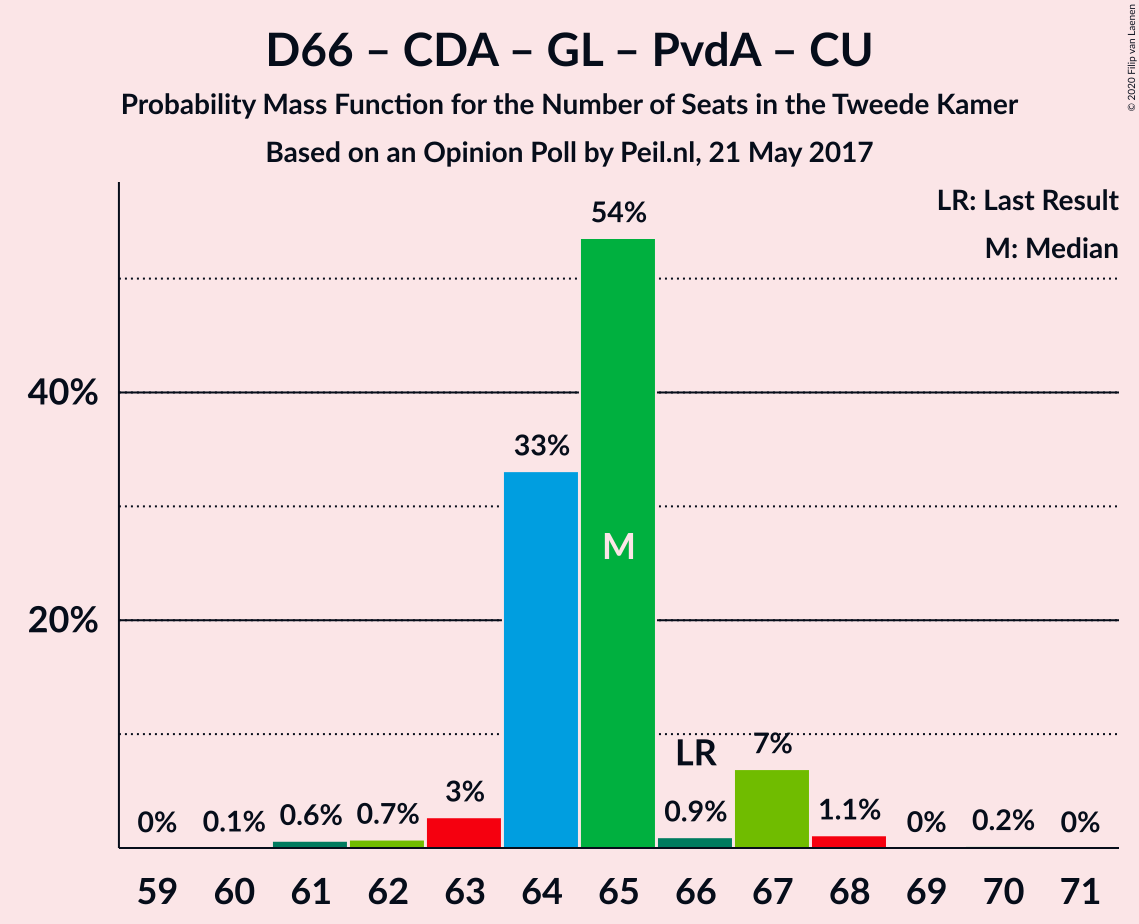 D66 – CDA – GL – PvdA – CU
Probability Mass Function for the Number of Seats in the Tweede Kamer
Based on an Opinion Poll by Peil.nl, 21 May 2017
© 2020 Filip van Laenen
LR: Last Result
M: Median
40%
20%
0%
0.1%
0.6%
0.7%
3%
33%
54%
M
LR
0.9%
7%
1.1%
0%
0.2%
0%
59 60 61 62 63 64 65 66 67 68 69 70 71